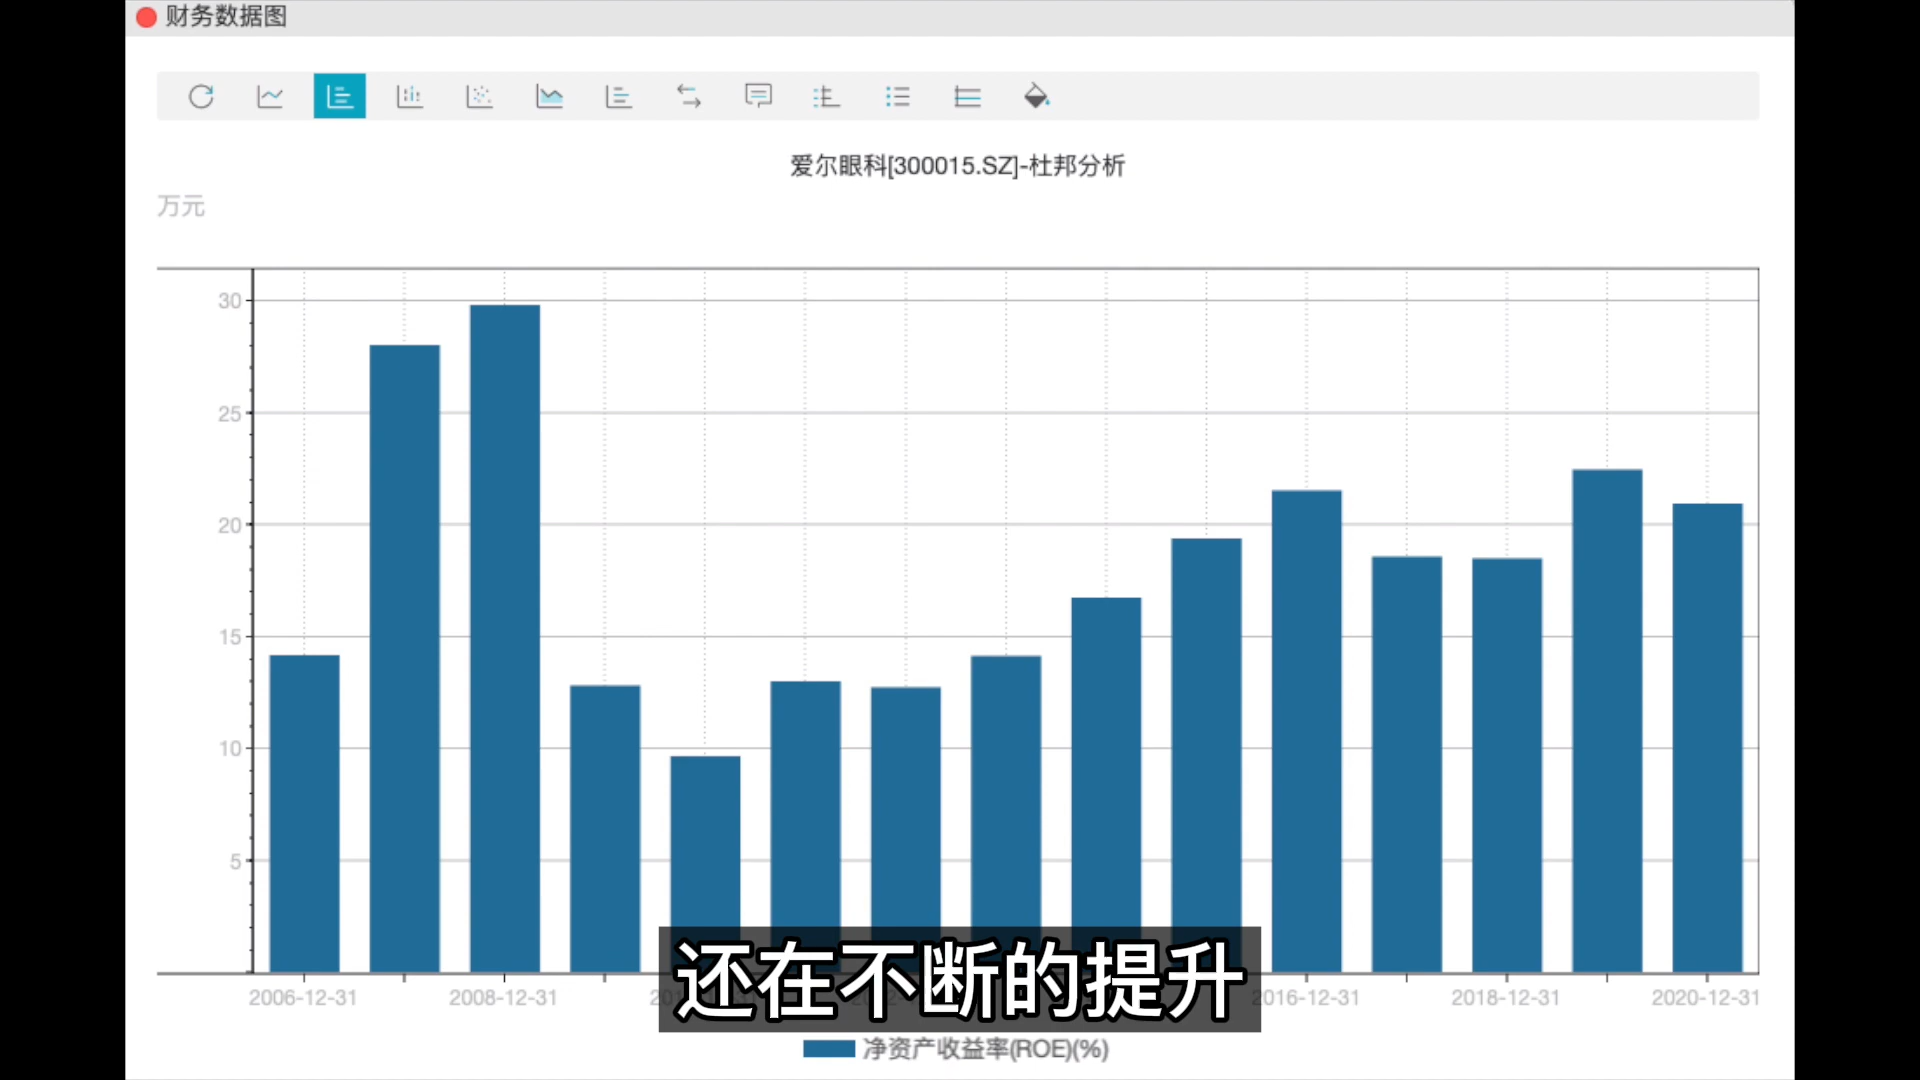 财务数据图
爱尔眼科[300015.SZ]-杜邦分析
万元
30
25
20
15
10
5
2006-12-31
2008-12-31
2016-12-31
2018-12-31
2020-12-31
还在不断的提升
净资产收益率(ROE)(%)